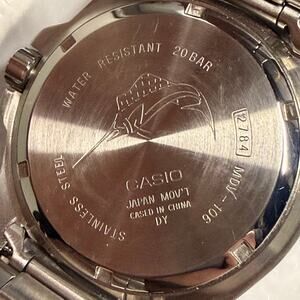 WATER RESISTANT 20BAR
2784 MDV-106
STAINLESS STEEL
CASIO
JAPAN MOV'T
CASED IN CHINA
DY